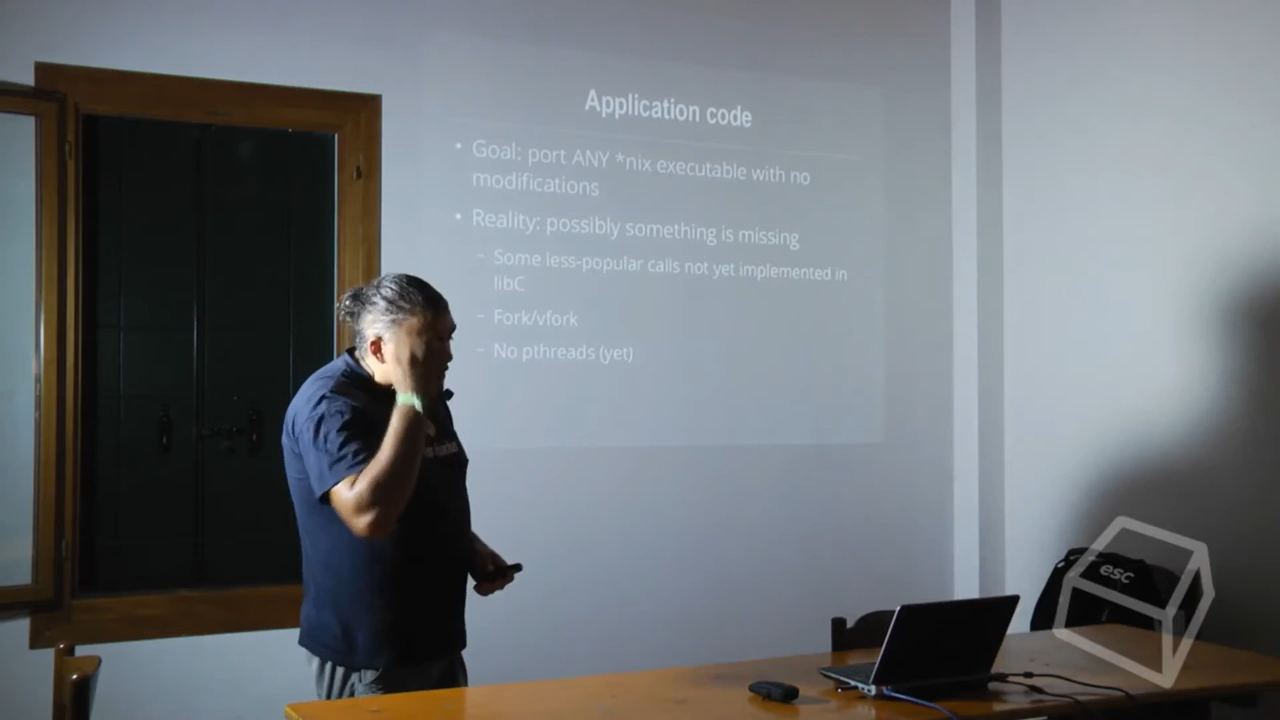 Application code
• Goal: port ANY *nix executable with no
modifications
• Reality: possibly something is missing
– Some less-popular calls not yet implemented in
libC
– Fork/vfork
– No pthreads (yet)
esc